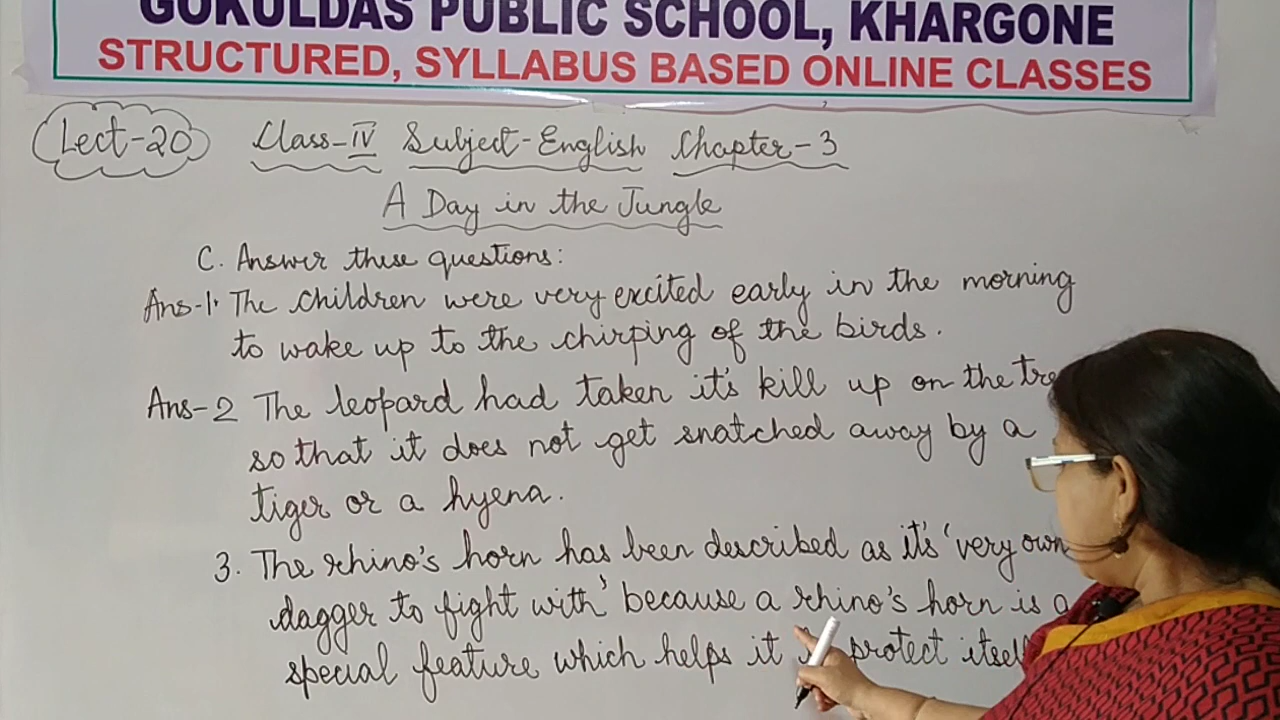 GOKULDAS PUBLIC SCHOOL, KHARGONE
STRUCTURED, SYLLABUS BASED ONLINE CLASSES
Lect-20 Class-IV Subject-English Chapter-3
A Day in the Jungle
C. Answer these questions:
Ans-1. The children were very excited early in the morning
to wake up to the chirping of the birds.
Ans-2 The leopard had taken it's kill up on the tre
so that it does not get snatched away by a
tiger or a hyena.
3. The rhino's horn has been described as it's 'very own
dagger to fight with' because a rhino's horn is a
special feature which helps it protect itsel